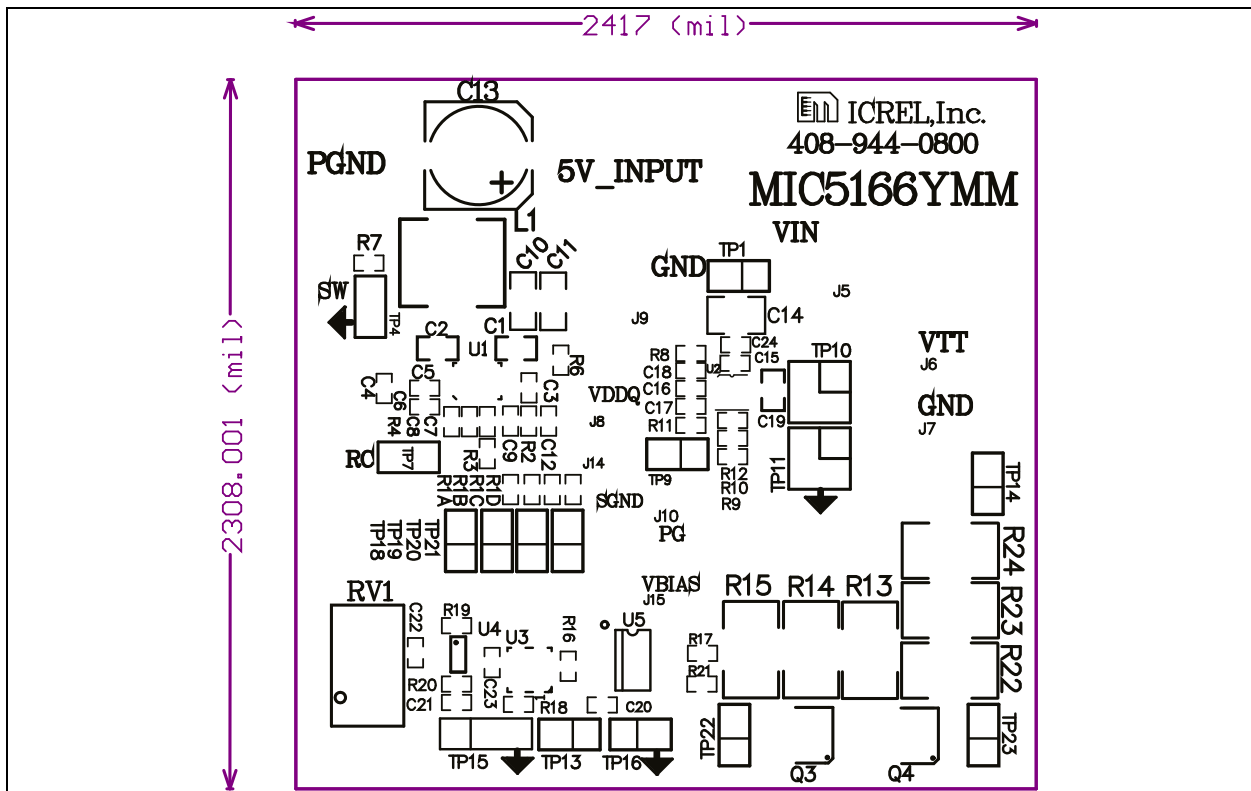 2417 (mil)
2308.001 (mil)
C13
ICREL,Inc.
408-944-0800
PGND
5V_INPUT
MIC5166YMM
L1
VIN
R7
C10
C11
GND
TP1
SW
TP4
J5
J9
C14
C2
C1
U1
C24
C15
TP10
VTT
J6
R8
R6
U2
C18
C5
C4
C3
VDDQ
C16
GND
C6
C17
J7
R4
C8
C7
J8
R11
C19
RC
TP7
R3
C9
R2
C12
J14
TP9
R12
TP11
TP14
R1A
R1B
R1C
R1D
SGND
R10
R9
J10
PG
TP18
TP19
TP20
TP21
R24
VBIAS
J15
R15
R14
R13
RV1
R23
C22
R19
U4
U3
R16
U5
R17
R22
R21
R20
C23
C21
1
R18
C20
TP22
TP23
TP15
TP13
TP16
Q3
Q4